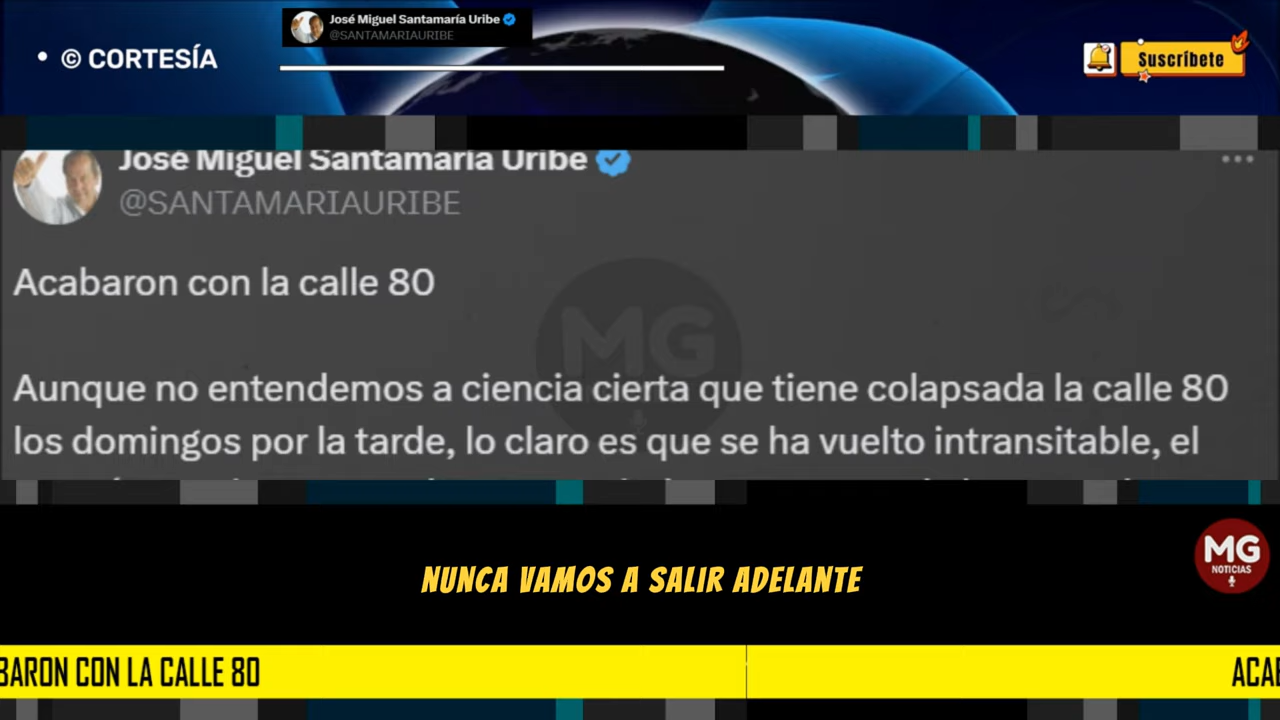 José Miguel Santamaría Uribe
@SANTAMARIAURIBE
• © CORTESÍA
Suscríbete
José Miguel Santamaría Uribe
@SANTAMARIAURIBE
Acabaron con la calle 80
MG
Aunque no entendemos a ciencia cierta que tiene colapsada la calle 80
los domingos por la tarde, lo claro es que se ha vuelto intransitable, el
MG
NOTICIAS
NUNCA VAMOS A SALIR ADELANTE
BARON CON LA CALLE 80
ACAB